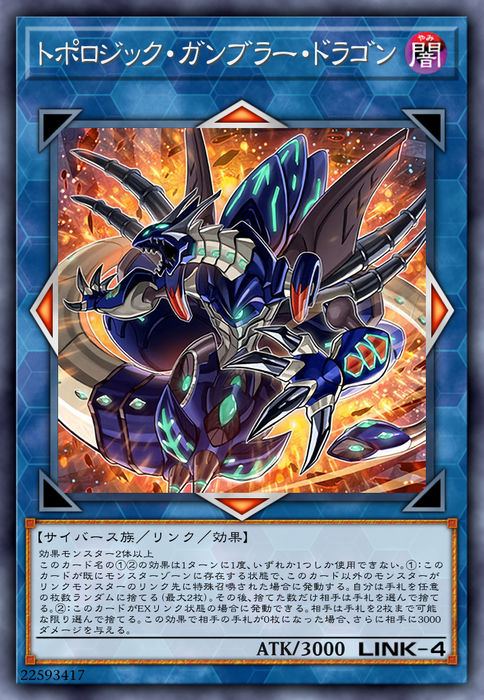 トポロジック・ガンブラー・ドラゴン
やみ
闇
【サイバース族／リンク／効果】
効果モンスター2体以上
このカード名の①②の効果は1ターンに1度、いずれか1つしか使用できない。①：この
カードが既にモンスターゾーンに存在する状態で、このカード以外のモンスターが
リンクモンスターのリンク先に特殊召喚された場合に発動する。自分は手札を任意
の枚数ランダムに捨てる（最大2枚）。その後、捨てた数だけ相手は手札を選んで捨て
る。②：このカードがEXリンク状態の場合に発動できる。相手は手札を2枚まで可能
な限り選んで捨てる。この効果で相手の手札が0枚になった場合、さらに相手に3000
ダメージを与える。
ATK/3000 LINK-4
22593417